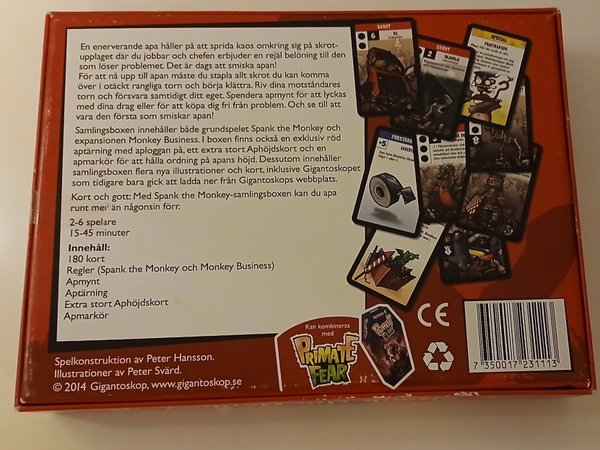 En enerverande apa håller på att sprida kaos omkring sig på skrot-
upplaget där du jobbar och chefen erbjuder en rejäl belöning till den
som löser problemet. Det är dags att smiska apan!
För att nå upp till apan måste du stapla allt skrot du kan komma
över i otäckt rangliga torn och börja klättra. Riv dina motståndares
torn och försvara samtidigt ditt eget. Spendera apmynt för att lyckas
med dina drag eller för att köpa dig fri från problem. Och se till att
vara den första som smiskar apan!
Samlingsboxen innehåller både grundspelet Spank the Monkey och
expansionen Monkey Business. I boxen finns också en exklusiv röd
aptärning med aploggan på, ett extra stort Aphöjdskort och en
apmarkör för att hålla ordning på apans höjd. Dessutom innehåller
samlingsboxen flera nya illustrationer och kort, inklusive Gigantoskopet
som tidigare bara gick att ladda ner från Gigantoskops webbplats.
Kort och gott: Med Spank the Monkey-samlingsboxen kan du apa
runt mer än någonsin förr.
2-6 spelare
15-45 minuter
Innehåll:
180 kort
Regler (Spank the Monkey och Monkey Business)
Apmynt
Aptärning
Extra stort Aphöjdskort
Apmarkör
Spelkonstruktion av Peter Hansson.
Illustrationer av Peter Svärd.
© 2014 Gigantoskop, www.gigantoskop.se
Kan kombineras
med
PRIMATE
FEAR
SKROT
6
SKROT
2
SPECIAL
FÖRSTÄRK
+5
CE
7 350017 231113